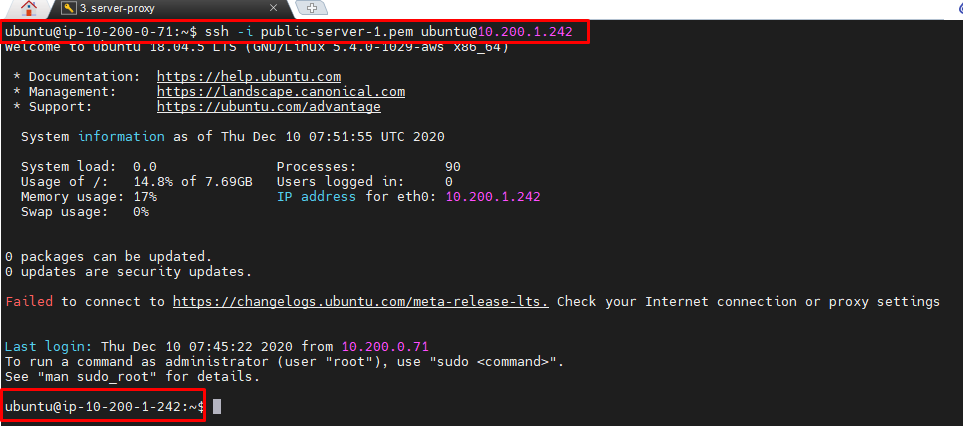 3. server-proxy
ubuntu@ip-10-200-0-71:~$ ssh -i public-server-1.pem ubuntu@10.200.1.242
Welcome to Ubuntu 18.04.5 LTS (GNU/Linux 5.4.0-1029-aws x86_64)
* Documentation:  https://help.ubuntu.com
* Management:     https://landscape.canonical.com
* Support:        https://ubuntu.com/advantage
System information as of Thu Dec 10 07:51:55 UTC 2020
System load:  0.0               Processes:           90
Usage of /:   14.8% of 7.69GB   Users logged in:     0
Memory usage: 17%               IP address for eth0: 10.200.1.242
Swap usage:   0%
0 packages can be updated.
0 updates are security updates.
Failed to connect to https://changelogs.ubuntu.com/meta-release-lts. Check your Internet connection or proxy settings
Last login: Thu Dec 10 07:45:22 2020 from 10.200.0.71
To run a command as administrator (user "root"), use "sudo <command>".
See "man sudo_root" for details.
ubuntu@ip-10-200-1-242:~$